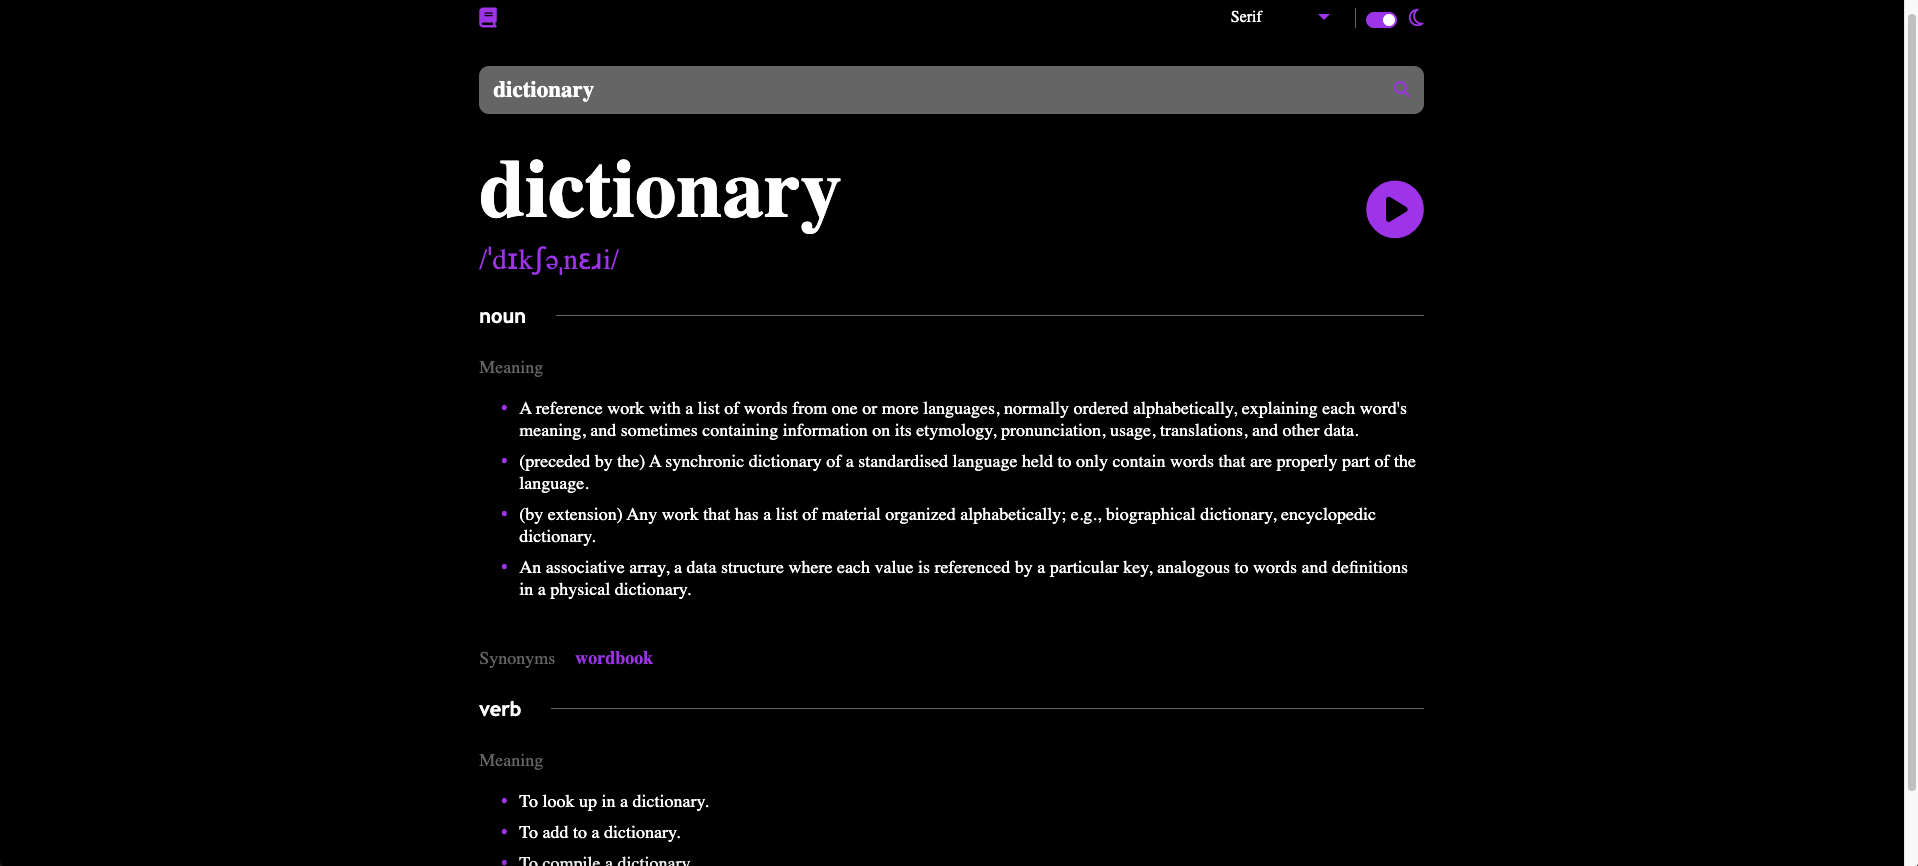 Serif
dictionary
dictionary
/ˈdɪkʃəˌnɛɹi/
noun
Meaning
• A reference work with a list of words from one or more languages, normally ordered alphabetically, explaining each word's
meaning, and sometimes containing information on its etymology, pronunciation, usage, translations, and other data.
• (preceded by the) A synchronic dictionary of a standardised language held to only contain words that are properly part of the
language.
• (by extension) Any work that has a list of material organized alphabetically; e.g., biographical dictionary, encyclopedic
dictionary.
• An associative array, a data structure where each value is referenced by a particular key, analogous to words and definitions
in a physical dictionary.
Synonyms wordbook
verb
Meaning
• To look up in a dictionary.
• To add to a dictionary.
• To compile a dictionary.